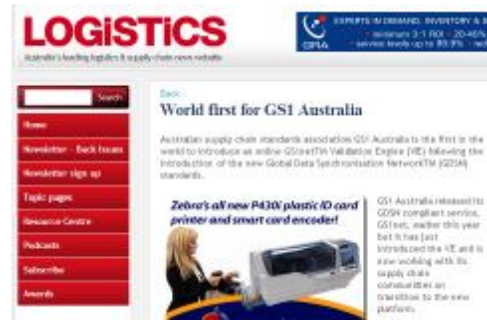 LOGiSTiCS
Australia's leading logistics & supply chain news website
EXPERTS IN DEMAND, INVENTORY & S
GRA
minimum 3:1 ROI - 20-40%
service levels up to 99.9% - red
Search
Back
World first for GS1 Australia
Home
Newsletter - Back Issues
Newsletter sign up
Topic pages
Resource Centre
Podcasts
Subscribe
Awards
Australian supply chain standards association GS1 Australia is the first in the
world to introduce an online GS1netTM Validation Engine (VE) following the
introduction of the new Global Data Synchronisation NetworkTM (GDSN)
standards.
Zebra's all new P430i plastic ID card
printer and smart card encoder!
GS1 Australia released its
GDSN compliant service,
GS1net, earlier this year
but it has just
introduced the VE and is
now working with its
supply chain
communities on
transition to the new
platform.